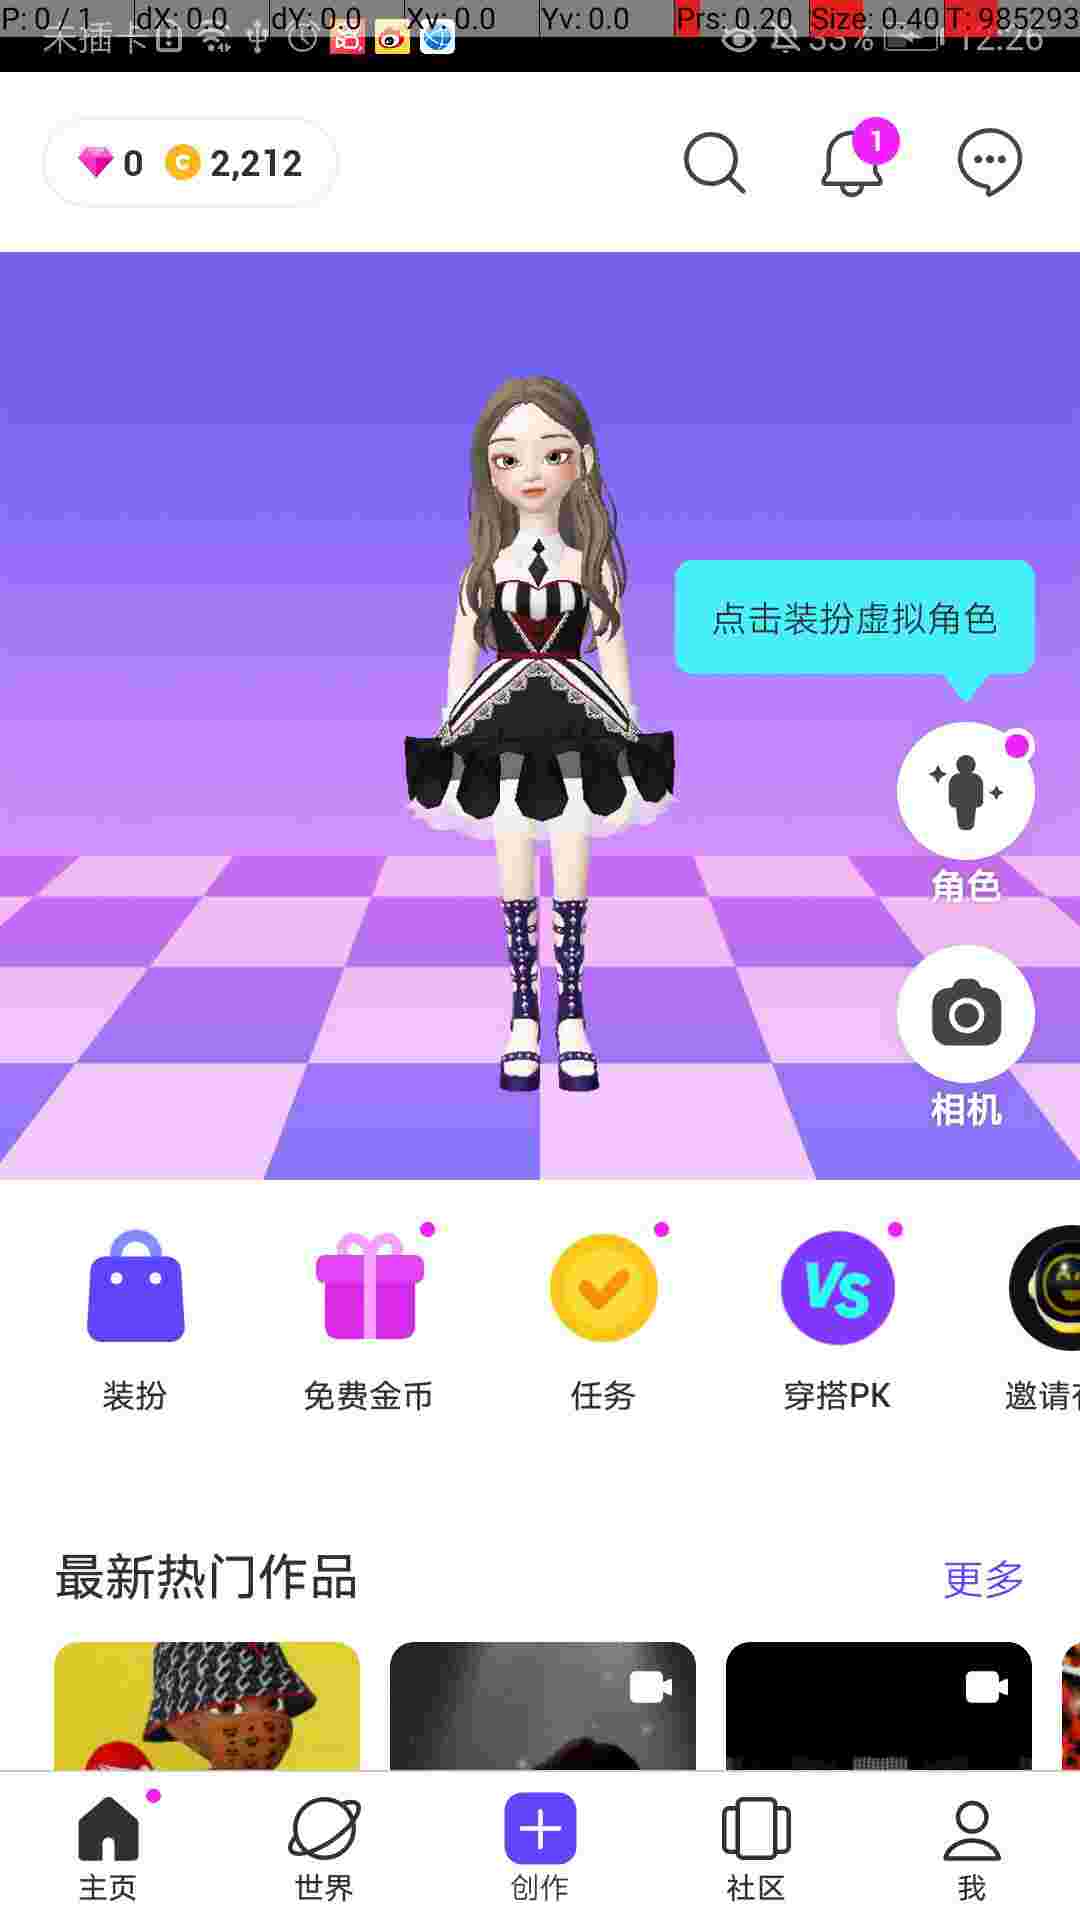 P: 0 / 1 dX: 0.0 dY: 0.0 Xv: 0.0 Yv: 0.0 Prs: 0.20 Size: 0.40 T: 985293
未插卡 33% 12:26
0 C 2,212
1
点击装扮虚拟角色
角色
相机
VS
装扮 免费金币 任务 穿搭PK 邀请
最新热门作品 更多
主页 世界 创作 社区 我